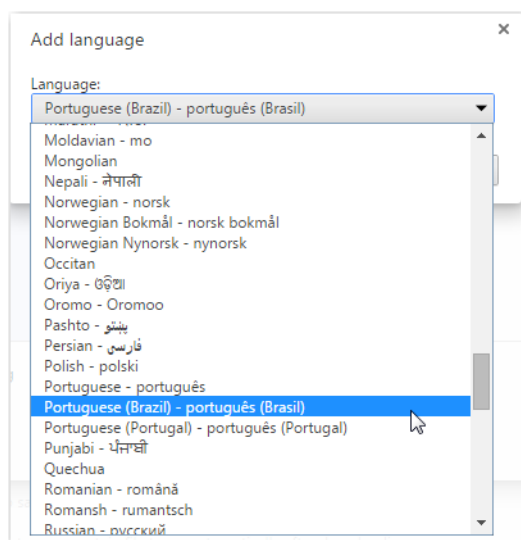 Add language
Language:
Portuguese (Brazil) - português (Brasil)
Moldavian - mo
Mongolian
Nepali - नेपाली
Norwegian - norsk
Norwegian Bokmål - norsk bokmål
Norwegian Nynorsk - nynorsk
Occitan
Oriya - ଓଡ଼ିଆ
Oromo - Oromoo
Pashto - پښتو
Persian - فارسی
Polish - polski
Portuguese - português
Portuguese (Brazil) - português (Brasil)
Portuguese (Portugal) - português (Portugal)
Punjabi - ਪੰਜਾਬੀ
Quechua
Romanian - română
Romansh - rumantsch
Russian - русский